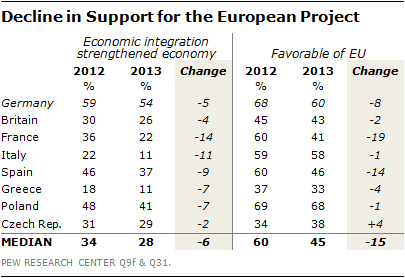 Decline in Support for the European Project
Economic integration strengthened economy Favorable of EU
2012 2013 Change 2012 2013 Change
% % % %
Germany 59 54 -5 68 60 -8
Britain 30 26 -4 45 43 -2
France 36 22 -14 60 41 -19
Italy 22 11 -11 59 58 -1
Spain 46 37 -9 60 46 -14
Greece 18 11 -7 37 33 -4
Poland 48 41 -7 69 68 -1
Czech Rep. 31 29 -2 34 38 +4
MEDIAN 34 28 -6 60 45 -15
PEW RESEARCH CENTER Q9f & Q31.